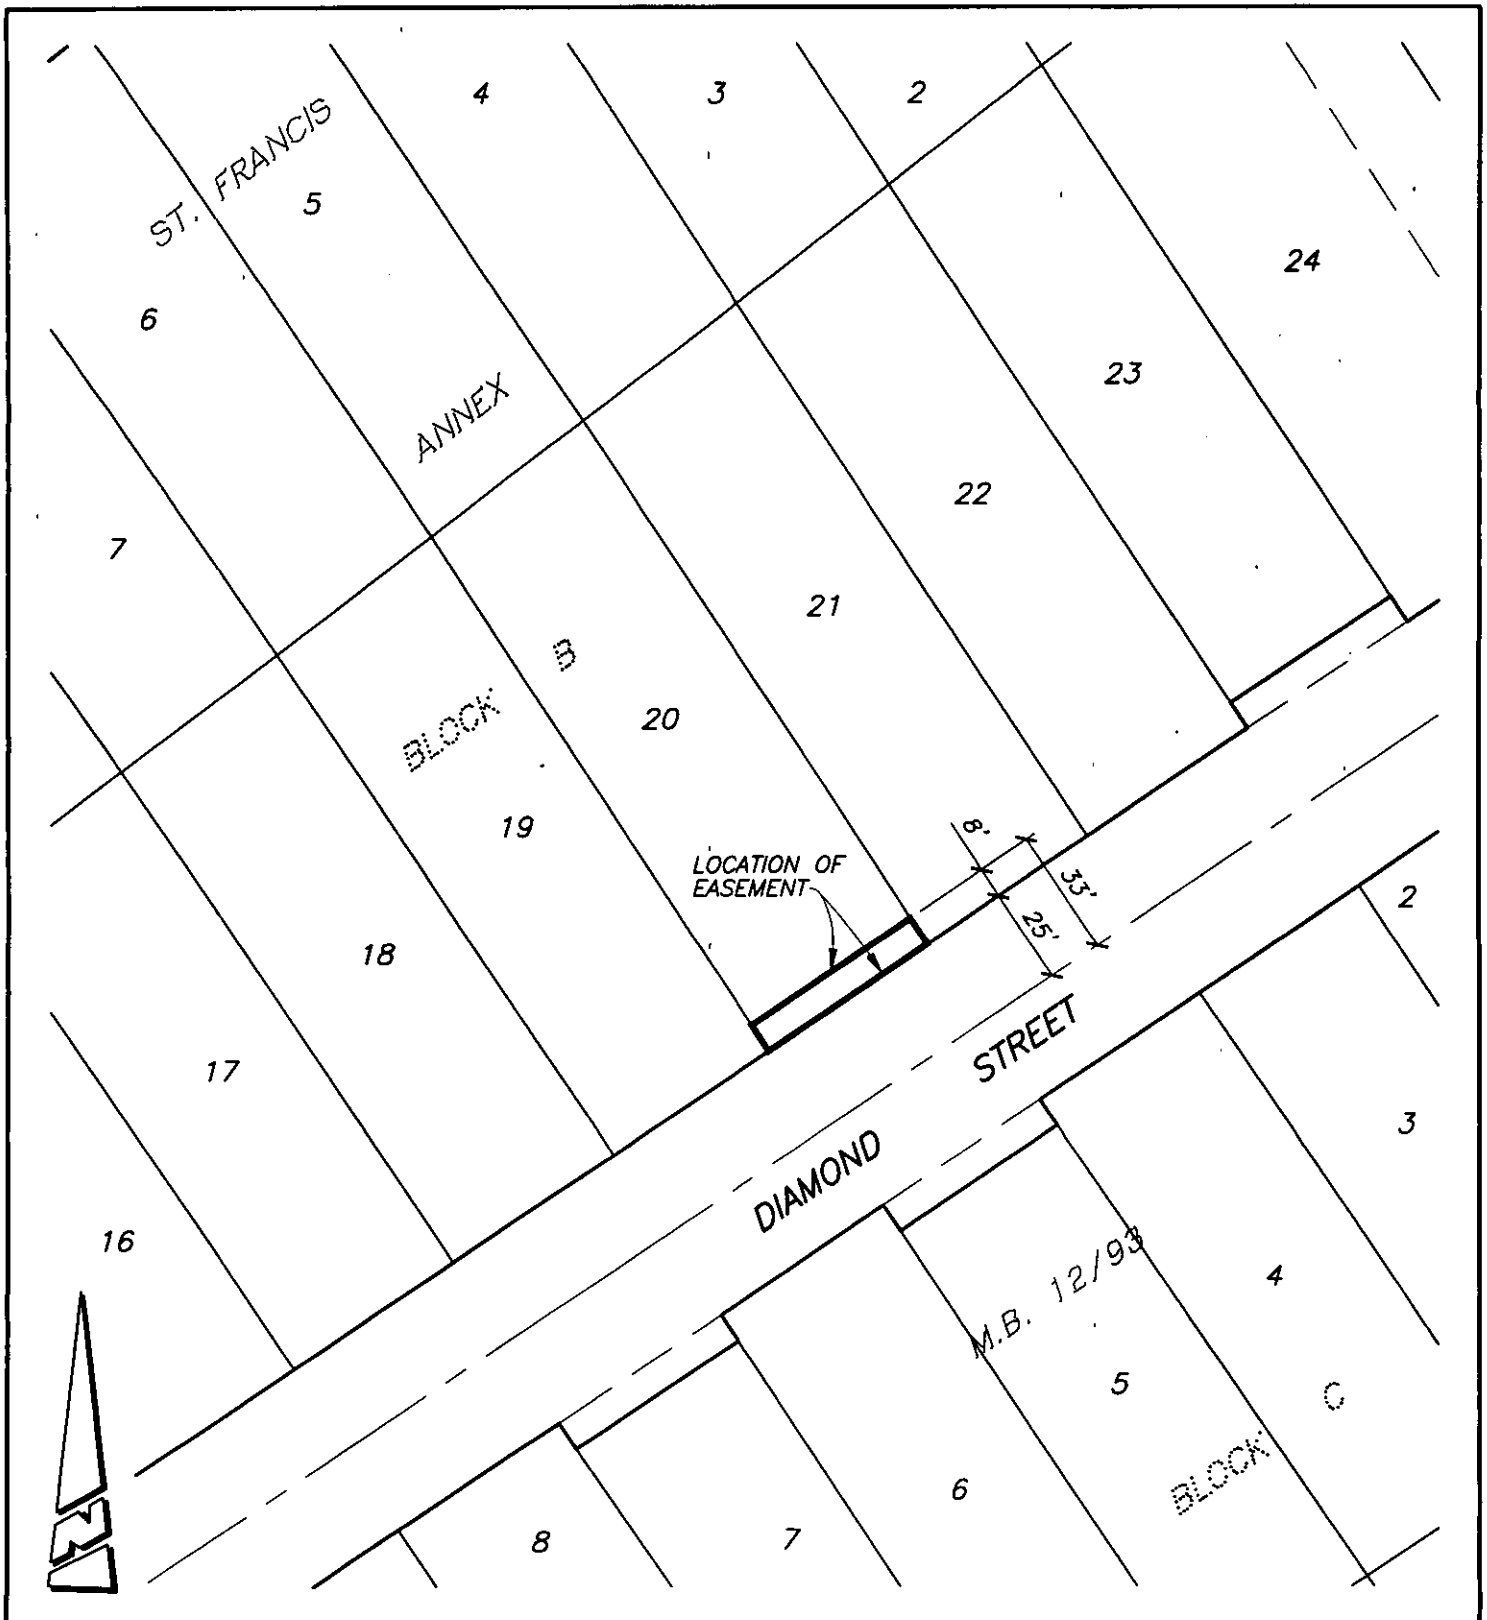 4
3
2
ST. FRANCIS
5
24
6
23
ANNEX
22
7
21
B
20
BLOCK
19
8'
LOCATION OF
EASEMENT
33'
2
25'
18
STREET
17
3
DIAMOND
16
M.B. 12/93
4
5
C
BLOCK
6
8
7
N